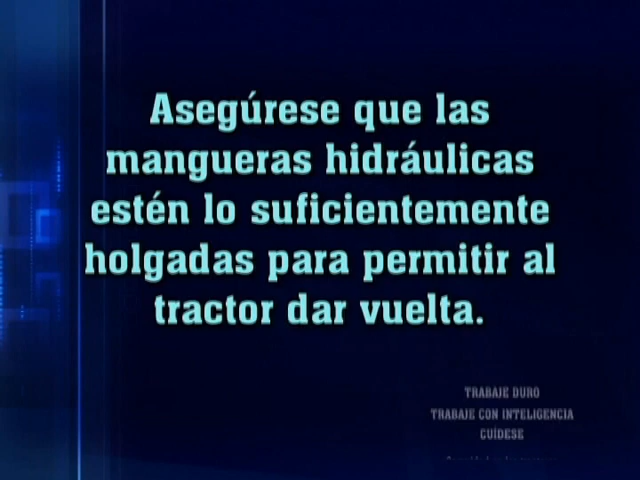 Asegúrese que las
mangueras hidráulicas
estén lo suficientemente
holgadas para permitir al
tractor dar vuelta.
TRABAJE DURO
TRABAJE CON INTELIGENCIA
CUÍDESE